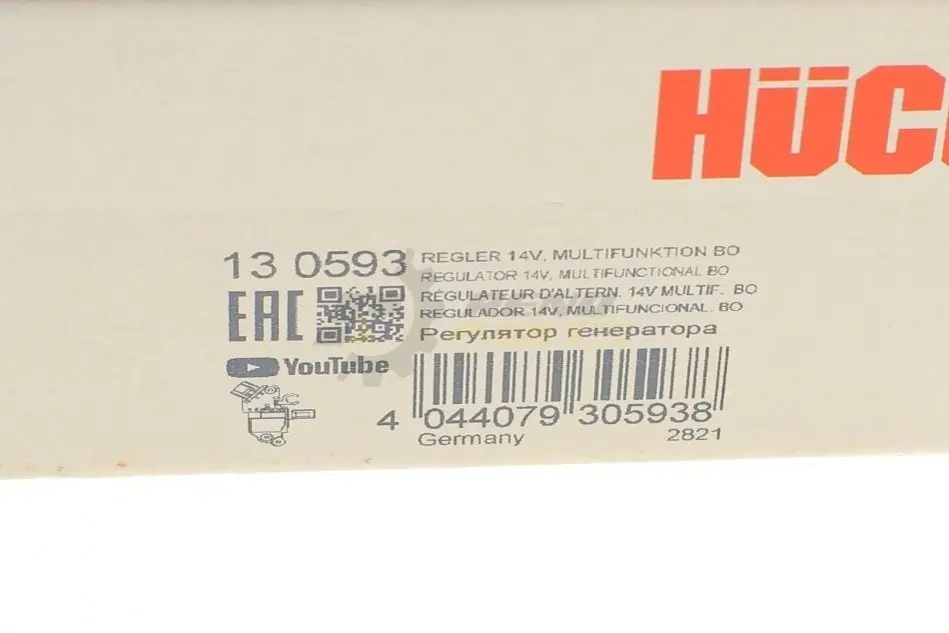 HÜC
13 0593
REGLER 14V, MULTIFUNKTION BO
REGULATOR 14V, MULTIFUNCTIONAL BO
RÉGULATEUR D'ALTERN. 14V MULTIF. BO
REGULADOR 14V, MULTIFUNCIONAL. BO
Регулятор генератора
EAC
YouTube
4 044079 305938
Germany 2821